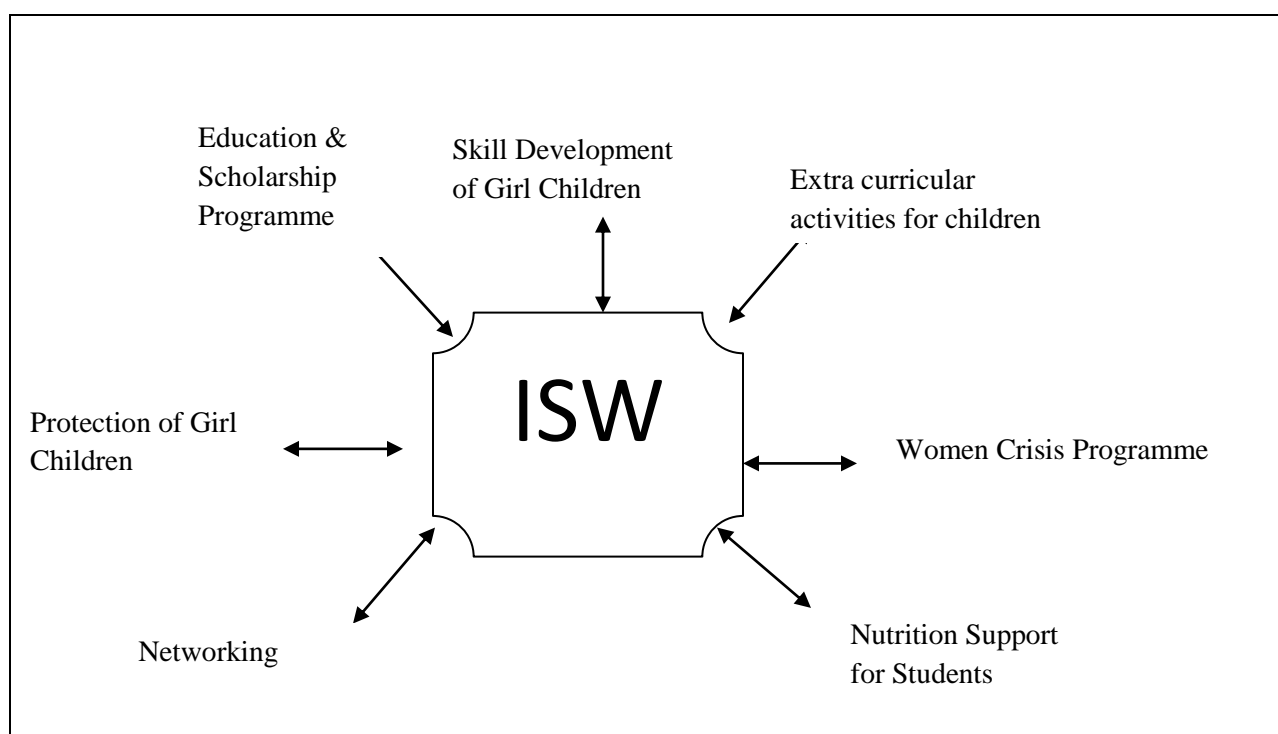 Education &
Scholarship
Programme
Skill Development
of Girl Children
Extra curricular
activities for children
ISW
Protection of Girl
Children
Women Crisis Programme
Networking
Nutrition Support
for Students